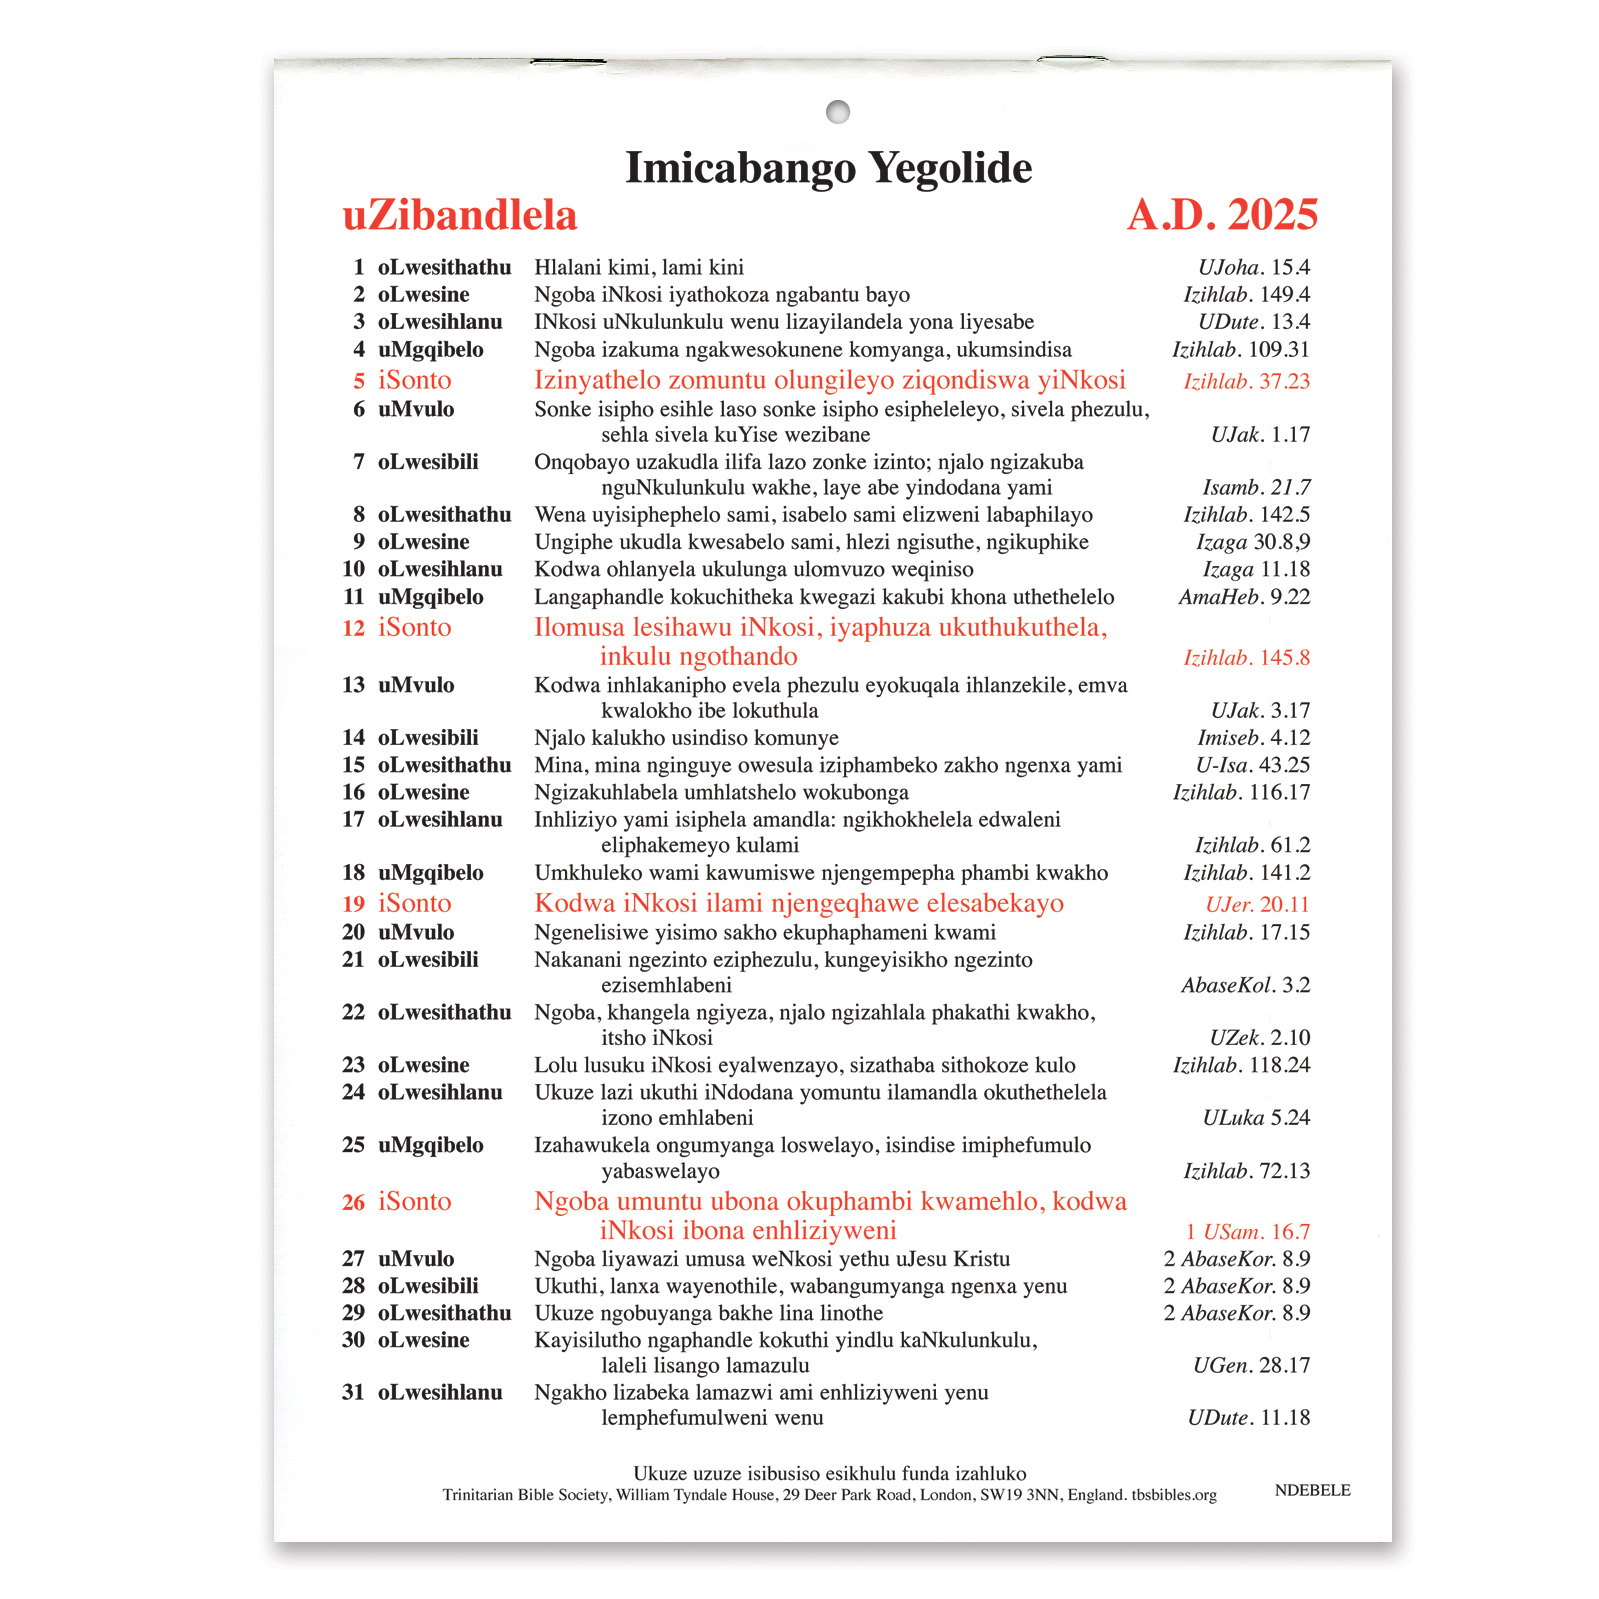 Imicabango Yegolide
uZibandlela A.D. 2025
1 oLwesithathu Hlalani kimi, lami kini UJoha. 15.4
2 oLwesine Ngoba iNkosi iyathokoza ngabantu bayo Izihlab. 149.4
3 oLwesihlanu INkosi uNkulunkulu wenu lizayilandela yona liyesabe UDute. 13.4
4 uMgqibelo Ngoba izakuma ngakwesokunene komyanga, ukumsindisa Izihlab. 109.31
5 iSonto Izinyathelo zomuntu olungileyo ziqondiswa yiNkosi Izihlab. 37.23
6 uMvulo Sonke isipho esihle laso sonke isipho esipheleleyo, sivela phezulu,
sehla sivela kuYise wezibane UJak. 1.17
7 oLwesibili Onqobayo uzakudla ilifa lazo zonke izinto; njalo ngizakuba
nguNkulunkulu wakhe, laye abe yindodana yami Isamb. 21.7
8 oLwesithathu Wena uyisiphephelo sami, isabelo sami elizweni labaphilayo Izihlab. 142.5
9 oLwesine Ungiphe ukudla kwesabelo sami, hlezi ngisuthe, ngikuphike Izaga 30.8,9
10 oLwesihlanu Kodwa ohlanyela ukulunga ulomvuzo weqiniso Izaga 11.18
11 uMgqibelo Langaphandle kokuchitheka kwegazi kakubi khona uthethelelo AmaHeb. 9.22
12 iSonto Ilomusa lesihawu iNkosi, iyaphuza ukuthukuthela,
inkulu ngothando Izihlab. 145.8
13 uMvulo Kodwa inhlakanipho evela phezulu eyokuqala ihlanzekile, emva
kwalokho ibe lokuthula UJak. 3.17
14 oLwesibili Njalo kalukho usindiso komunye Imiseb. 4.12
15 oLwesithathu Mina, mina nginguye owesula iziphambeko zakho ngenxa yami U-Isa. 43.25
16 oLwesine Ngizakuhlabela umhlatshelo wokubonga Izihlab. 116.17
17 oLwesihlanu Inhliziyo yami isiphela amandla: ngikhokhelela edwaleni
eliphakemeyo kulami Izihlab. 61.2
18 uMgqibelo Umkhuleko wami kawumiswe njengempepha phambi kwakho Izihlab. 141.2
19 iSonto Kodwa iNkosi ilami njengeqhawe elesabekayo UJer. 20.11
20 uMvulo Ngenelisiwe yisimo sakho ekuphaphameni kwami Izihlab. 17.15
21 oLwesibili Nakanani ngezinto eziphezulu, kungeyisikho ngezinto
ezisemhlabeni AbaseKol. 3.2
22 oLwesithathu Ngoba, khangela ngiyeza, njalo ngizahlala phakathi kwakho,
itsho iNkosi UZek. 2.10
23 oLwesine Lolu lusuku iNkosi eyalwenzayo, sizathaba sithokoze kulo Izihlab. 118.24
24 oLwesihlanu Ukuze lazi ukuthi iNdodana yomuntu ilamandla okuthethelela
izono emhlabeni ULuka 5.24
25 uMgqibelo Izahawukela ongumyanga loswelayo, isindise imiphefumulo
yabaswelayo Izihlab. 72.13
26 iSonto Ngoba umuntu ubona okuphambi kwamehlo, kodwa
iNkosi ibona enhliziyweni 1 USam. 16.7
27 uMvulo Ngoba liyawazi umusa weNkosi yethu uJesu Kristu 2 AbaseKor. 8.9
28 oLwesibili Ukuthi, lanxa wayenothile, wabangumyanga ngenxa yenu 2 AbaseKor. 8.9
29 oLwesithathu Ukuze ngobuyanga bakhe lina linothe 2 AbaseKor. 8.9
30 oLwesine Kayisilutho ngaphandle kokuthi yindlu kaNkulunkulu,
laleli lisango lamazulu UGen. 28.17
31 oLwesihlanu Ngakho lizabeka lamazwi ami enhliziyweni yenu
lemphefumulweni wenu UDute. 11.18
Ukuze uzuze isibusiso esikhulu funda izahluko
Trinitarian Bible Society, William Tyndale House, 29 Deer Park Road, London, SW19 3NN, England. tbsbibles.org NDEBELE